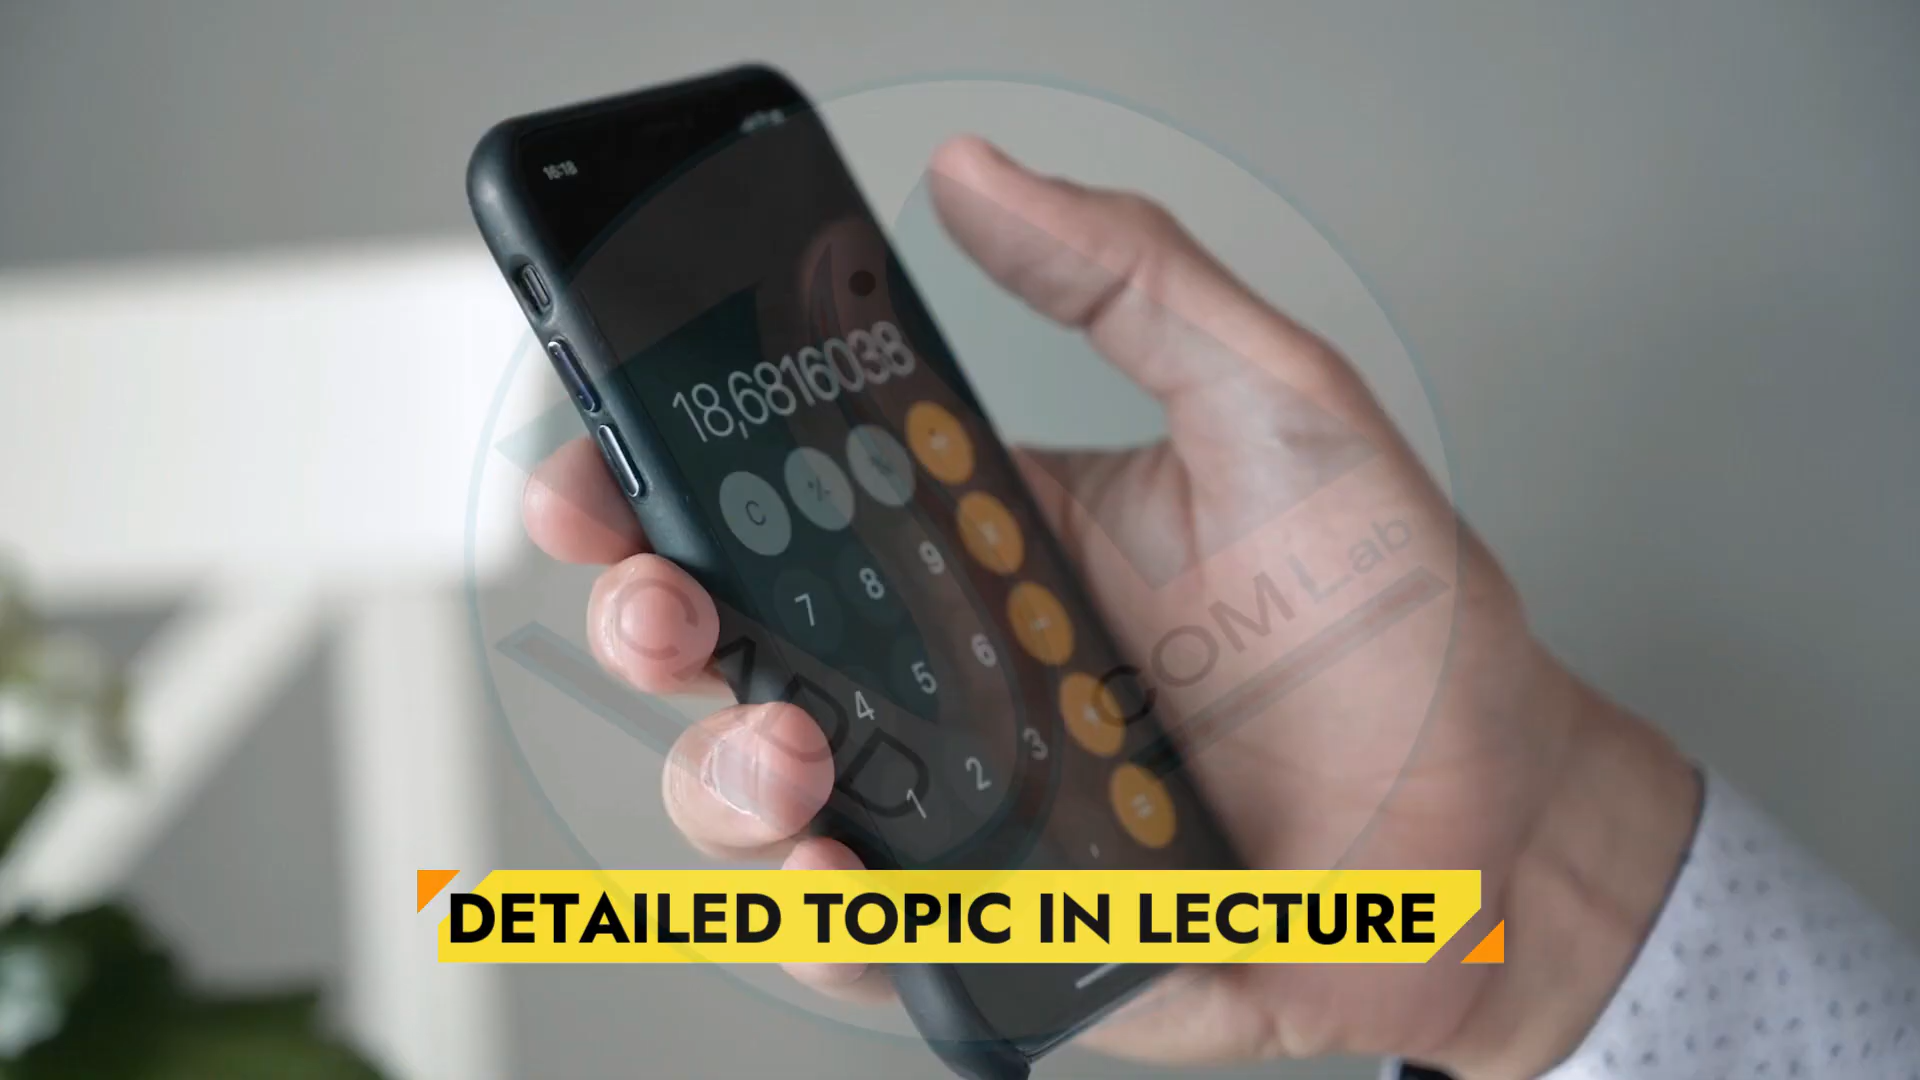 16:18
18,6816038
C
7 8 9
4 5 6
1 2 3
CADD COM Lab
DETAILED TOPIC IN LECTURE